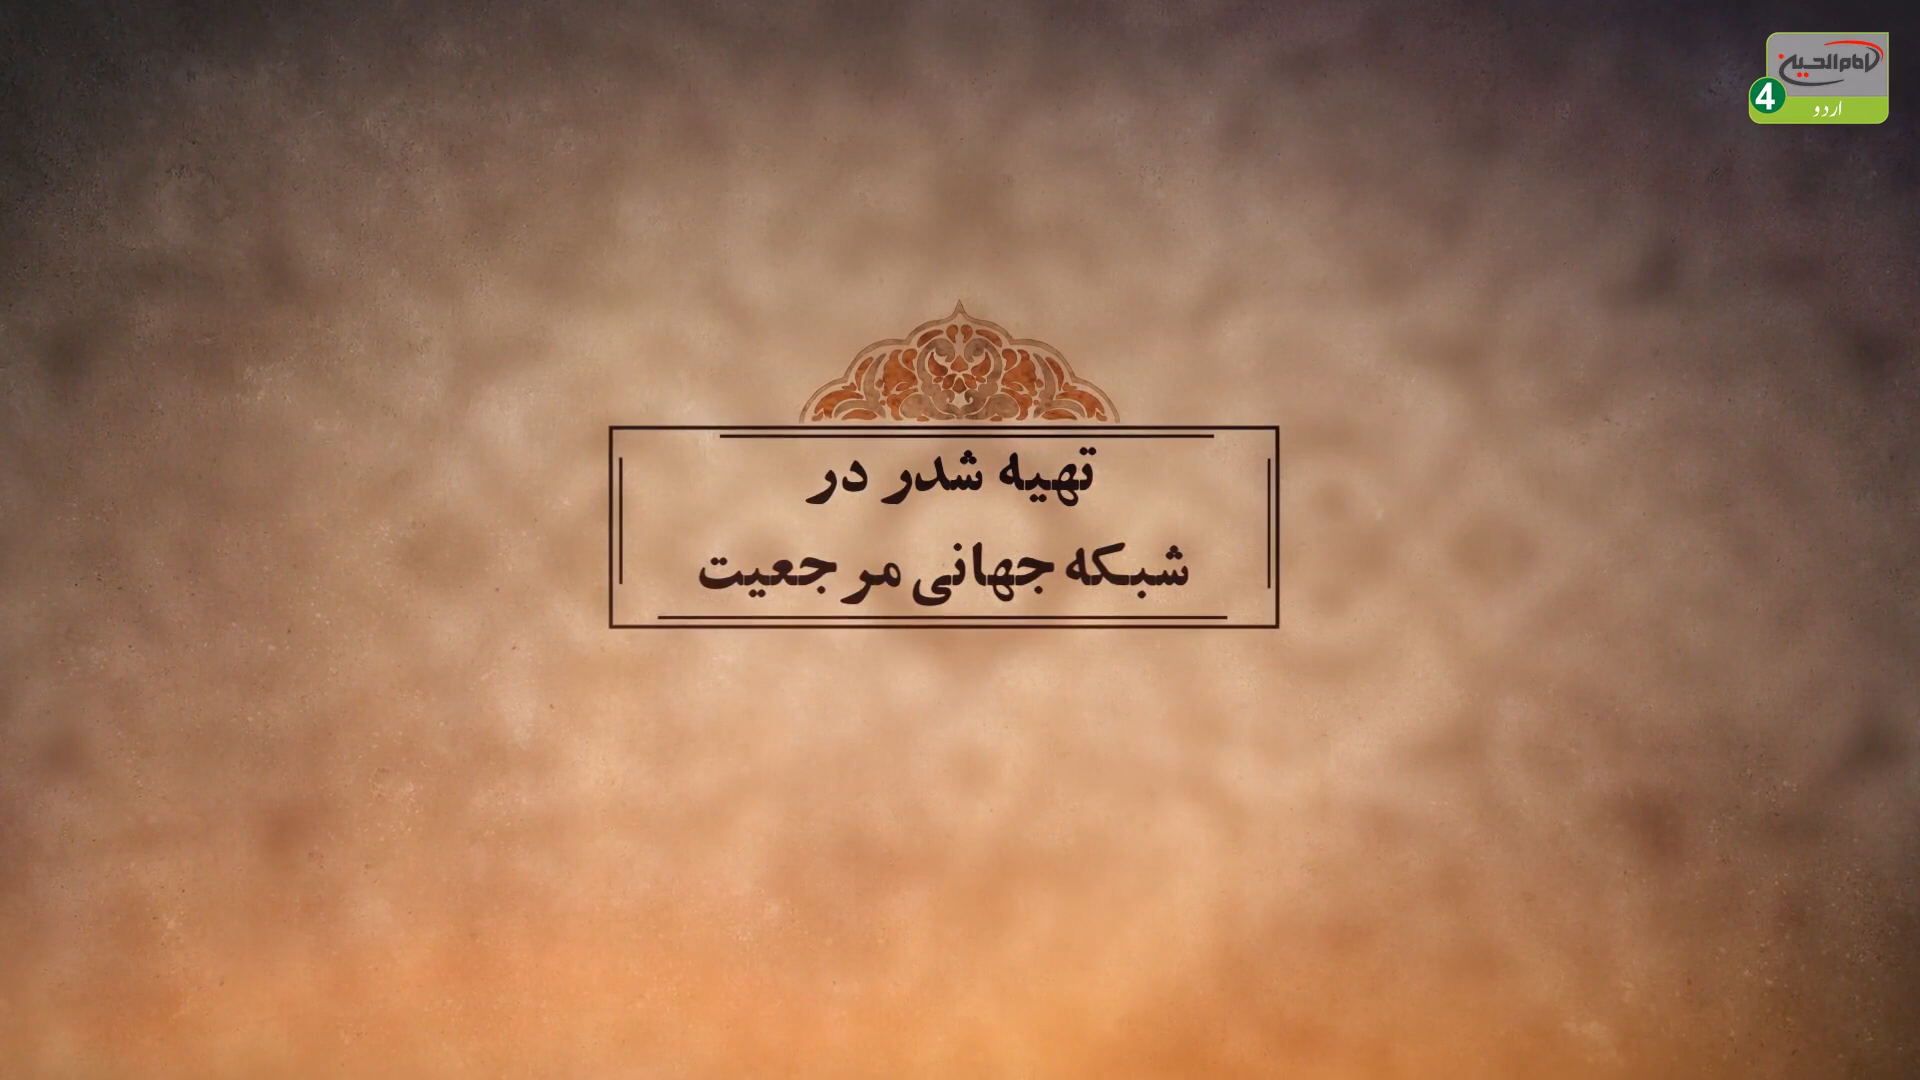 امام الحسین
4
اردو
تهیه شدر در
شبکه جهانی مرجعیت